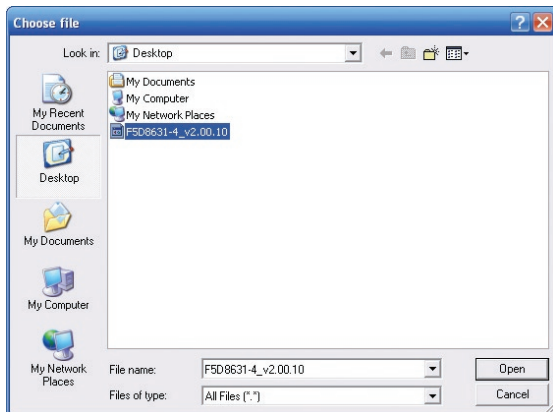 Choose file
Look in: Desktop
My Recent
Documents
Desktop
My Documents
My Computer
My Network
Places
My Documents
My Computer
My Network Places
F5D8631-4_v2.00.10
File name: F5D8631-4_v2.00.10 Open
Files of type: All Files (*.*) Cancel